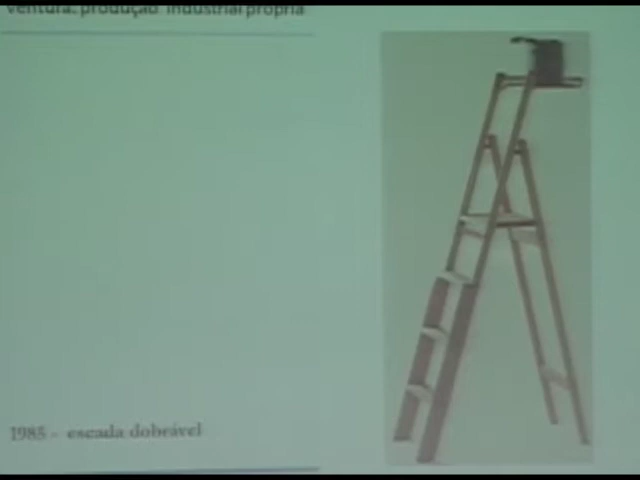 ventura: produção industrial própria
1985 - escada dobrável